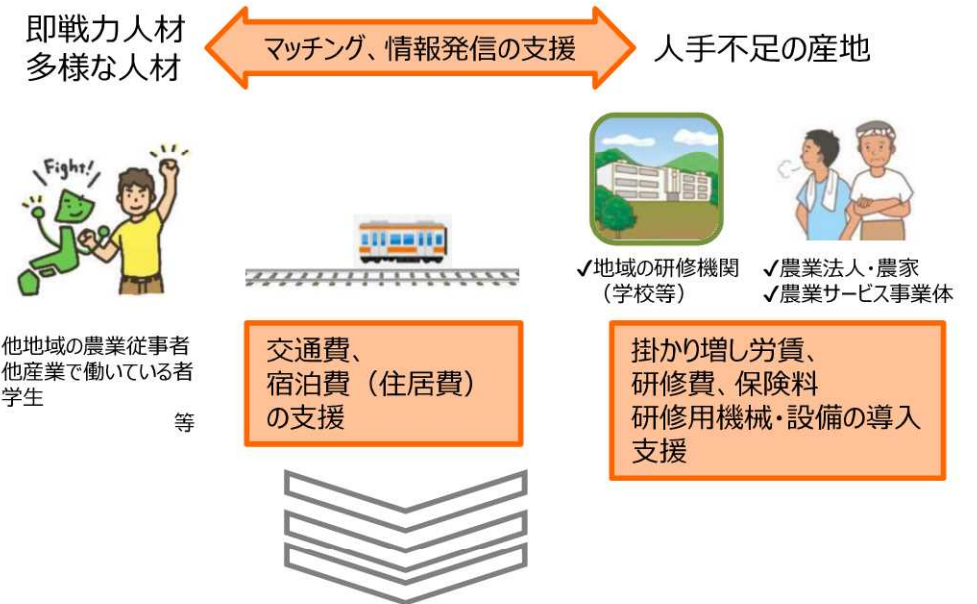 即戦力人材
多様な人材
マッチング、情報発信の支援
人手不足の産地
Fight!
✓地域の研修機関
（学校等）
✓農業法人・農家
✓農業サービス事業体
他地域の農業従事者
他産業で働いている者
学生
等
交通費、
宿泊費（住居費）
の支援
掛かり増し労賃、
研修費、保険料
研修用機械・設備の導入
支援